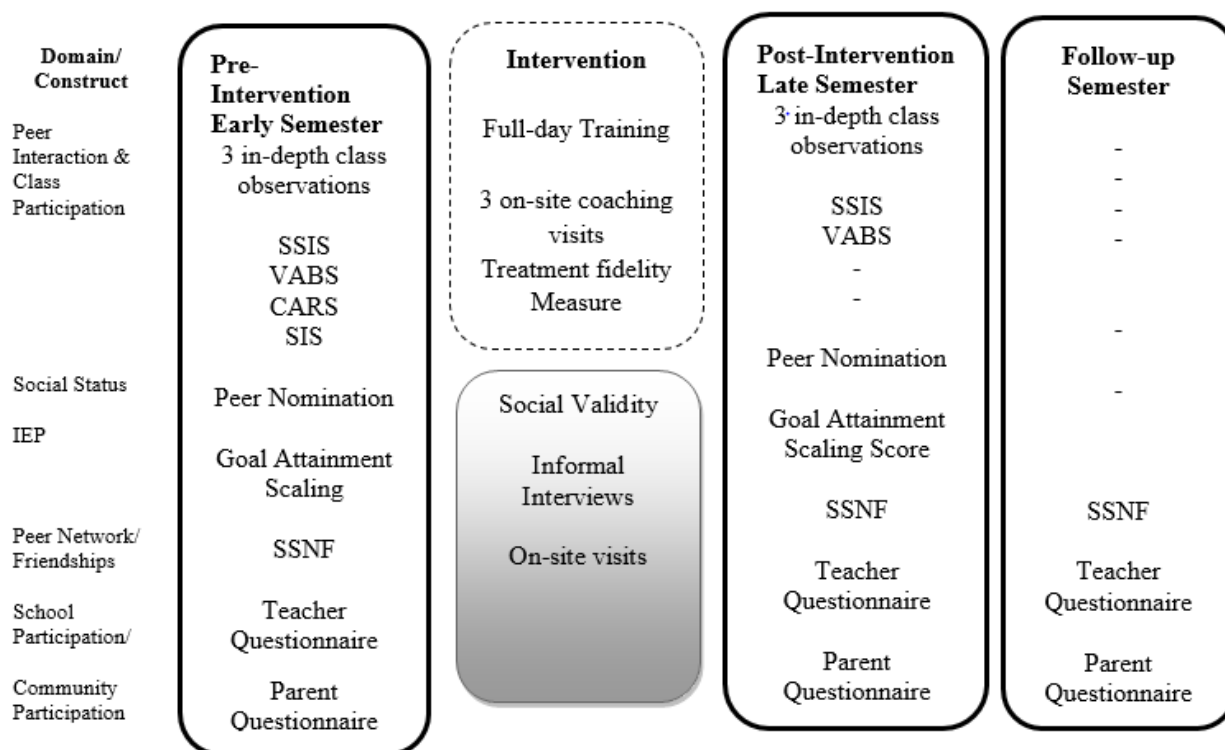 Domain/
Construct
Peer
Interaction &
Class
Participation
Social Status
IEP
Peer Network/
Friendships
School
Participation/
Community
Participation
Pre-
Intervention
Early Semester
3 in-depth class
observations
SSIS
VABS
CARS
SIS
Peer Nomination
Goal Attainment
Scaling
SSNF
Teacher
Questionnaire
Parent
Questionnaire
Intervention
Full-day Training
3 on-site coaching
visits
Treatment fidelity
Measure
Social Validity
Informal
Interviews
On-site visits
Post-Intervention
Late Semester
3 in-depth class
observations
SSIS
VABS
-
-
Peer Nomination
Goal Attainment
Scaling Score
SSNF
Teacher
Questionnaire
Parent
Questionnaire
Follow-up
Semester
-
-
-
-
-
-
SSNF
Teacher
Questionnaire
Parent
Questionnaire